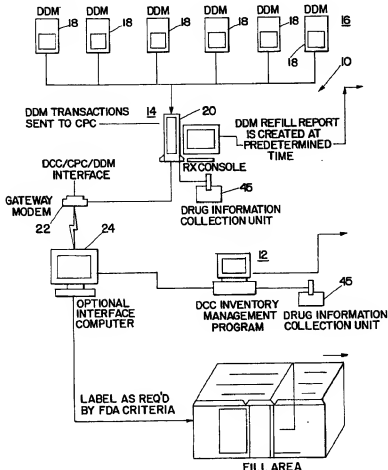 DDM DDM DDM DDM DDM DDM
18 18 18 18 18 18 16
10
DDM TRANSACTIONS SENT TO CPC
14 20
DDM REFILL REPORT
IS CREATED AT
PREDETERMINED
TIME
RX CONSOLE
45
DRUG INFORMATION
COLLECTION UNIT
DCC/CPC/DDM
INTERFACE
GATEWAY
MODEM
22 24
OPTIONAL
INTERFACE
COMPUTER
12
DCC INVENTORY
MANAGEMENT
PROGRAM
45
DRUG INFORMATION
COLLECTION UNIT
LABEL AS REQ'D
BY FDA CRITERIA
FILL AREA